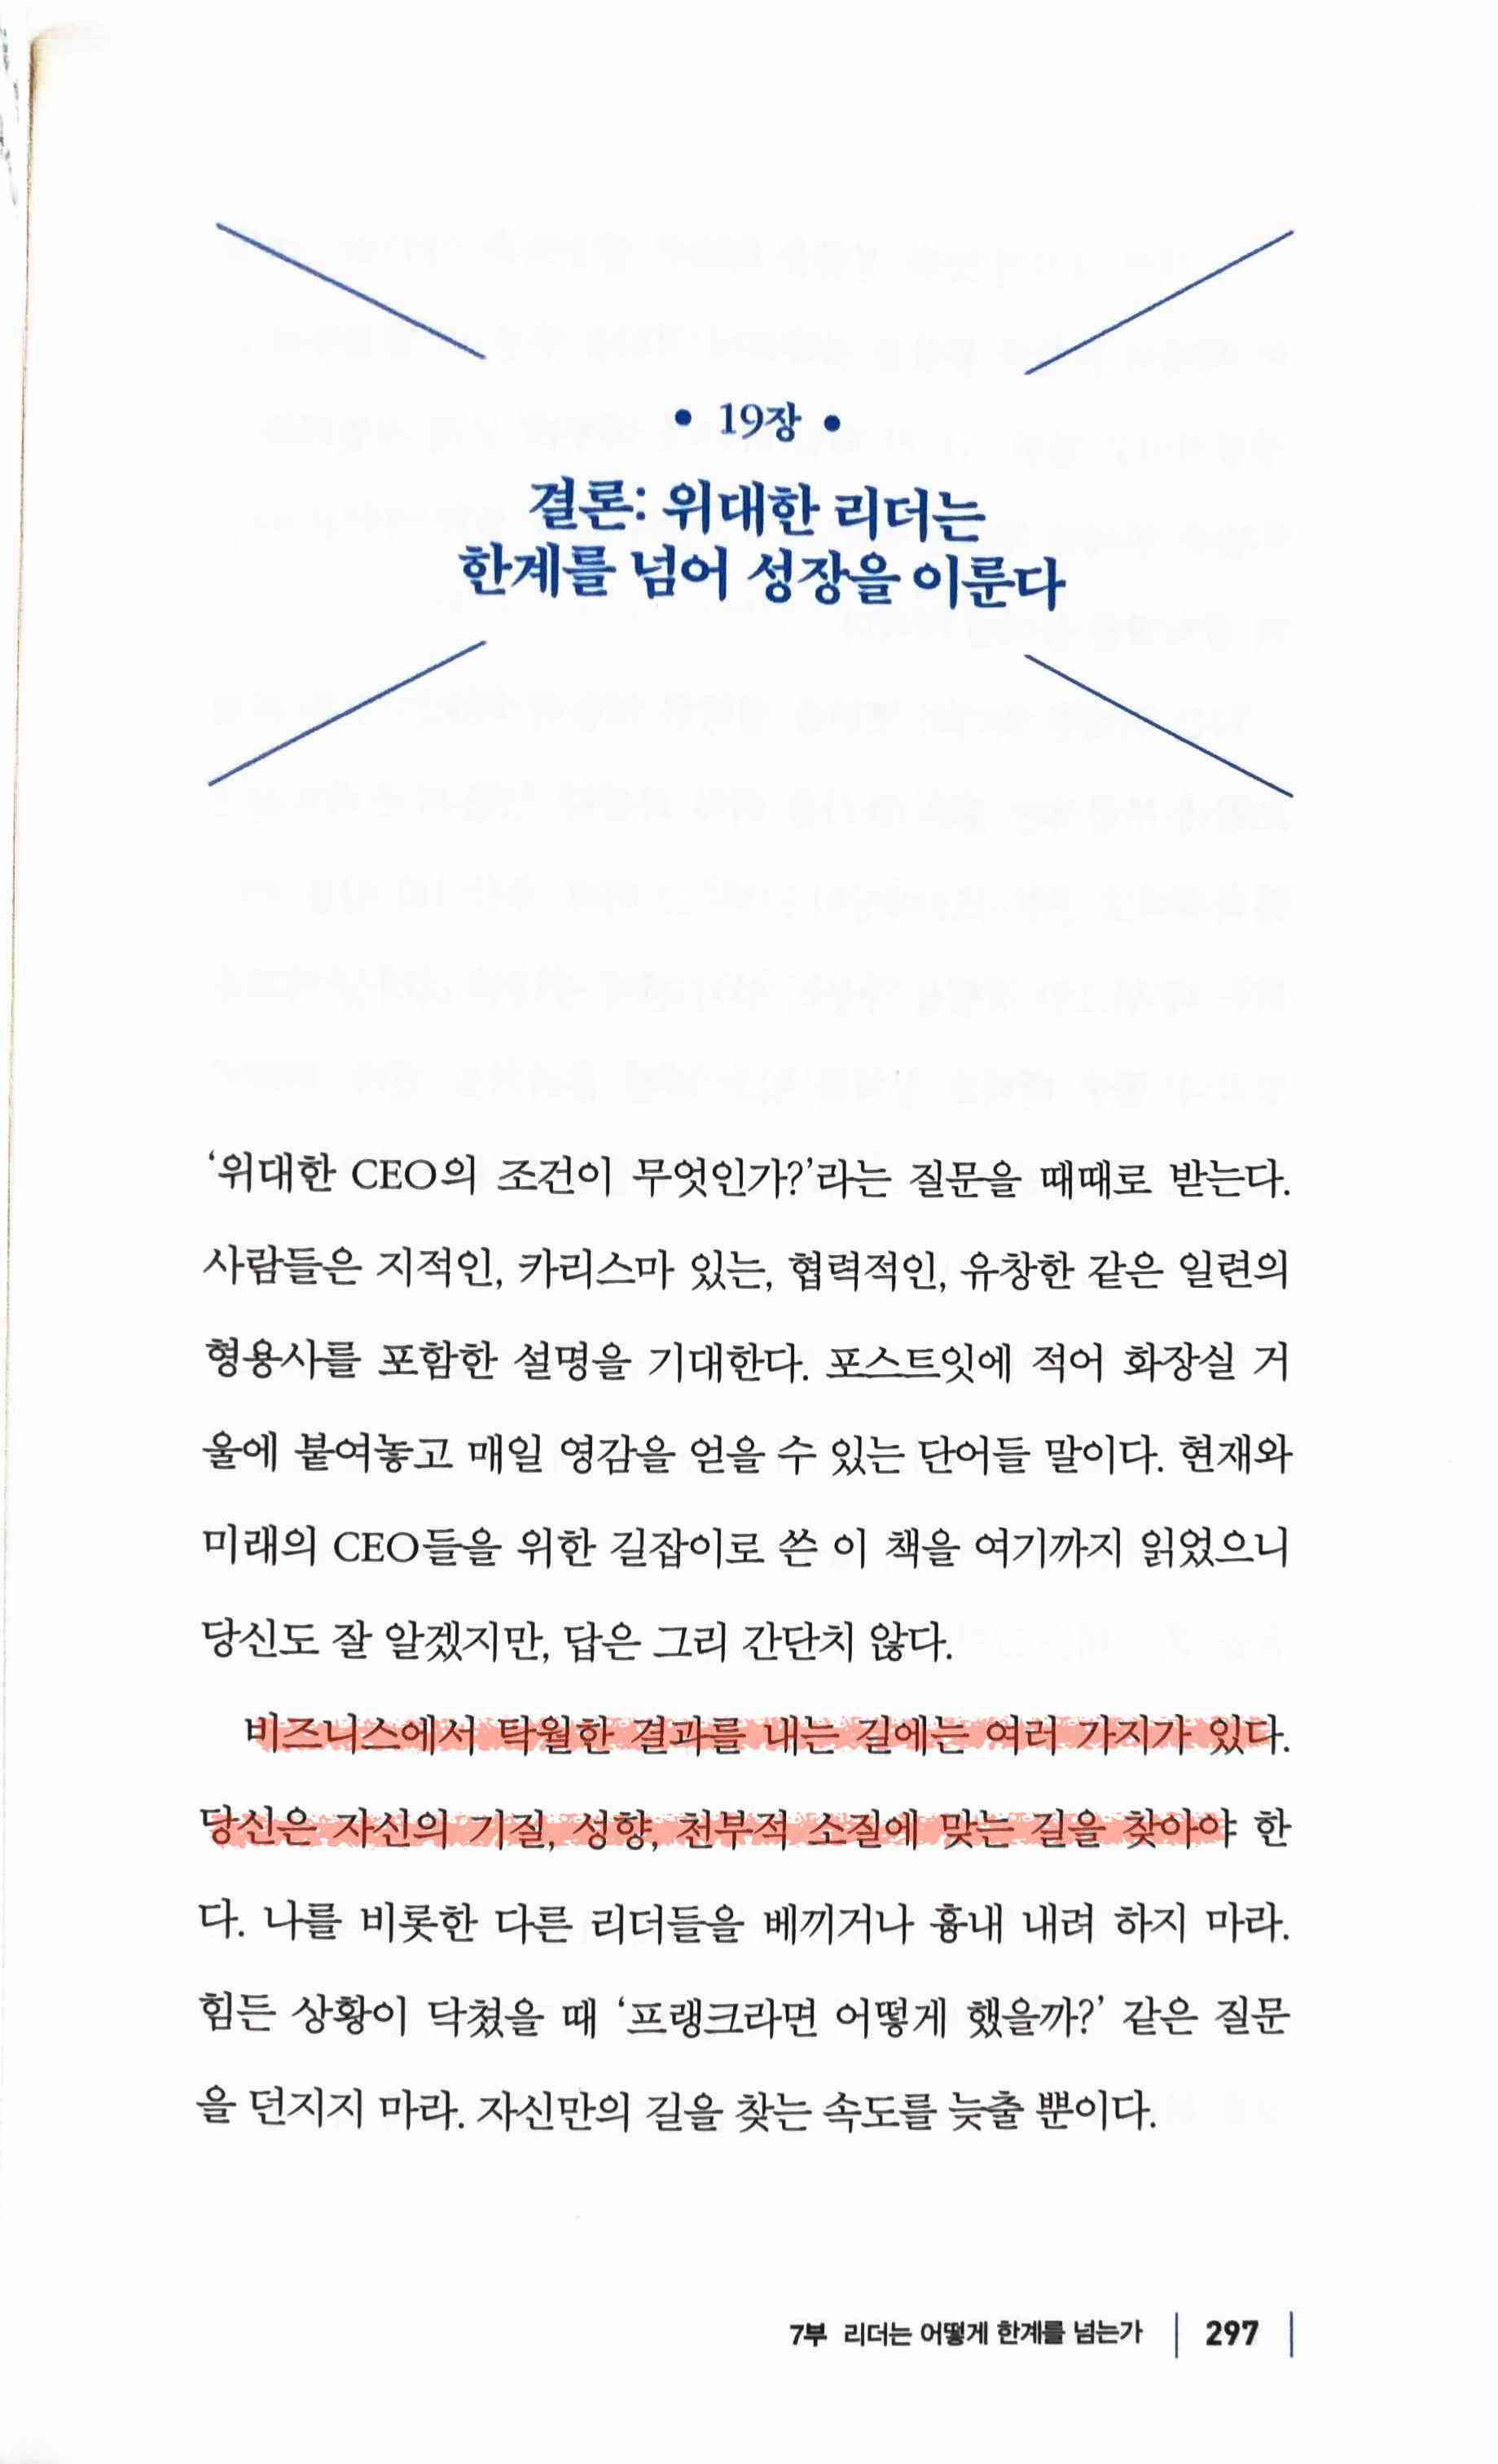 • 19장 •
결론: 위대한 리더는
한계를 넘어 성장을 이룬다
‘위대한 CEO의 조건이 무엇인가?’라는 질문을 때때로 받는다.
사람들은 지적인, 카리스마 있는, 협력적인, 유창한 같은 일련의
형용사를 포함한 설명을 기대한다. 포스트잇에 적어 화장실 거
울에 붙여놓고 매일 영감을 얻을 수 있는 단어들 말이다. 현재와
미래의 CEO들을 위한 길잡이로 쓴 이 책을 여기까지 읽었으니
당신도 잘 알겠지만, 답은 그리 간단치 않다.
비즈니스에서 탁월한 결과를 내는 길에는 여러 가지가 있다.
당신은 자신의 기질, 성향, 천부적 소질에 맞는 길을 찾아야 한
다. 나를 비롯한 다른 리더들을 베끼거나 흉내 내려 하지 마라.
힘든 상황이 닥쳤을 때 ‘프랭크라면 어떻게 했을까?’ 같은 질문
을 던지지 마라. 자신만의 길을 찾는 속도를 늦출 뿐이다.
7부 리더는 어떻게 한계를 넘는가 | 297 |